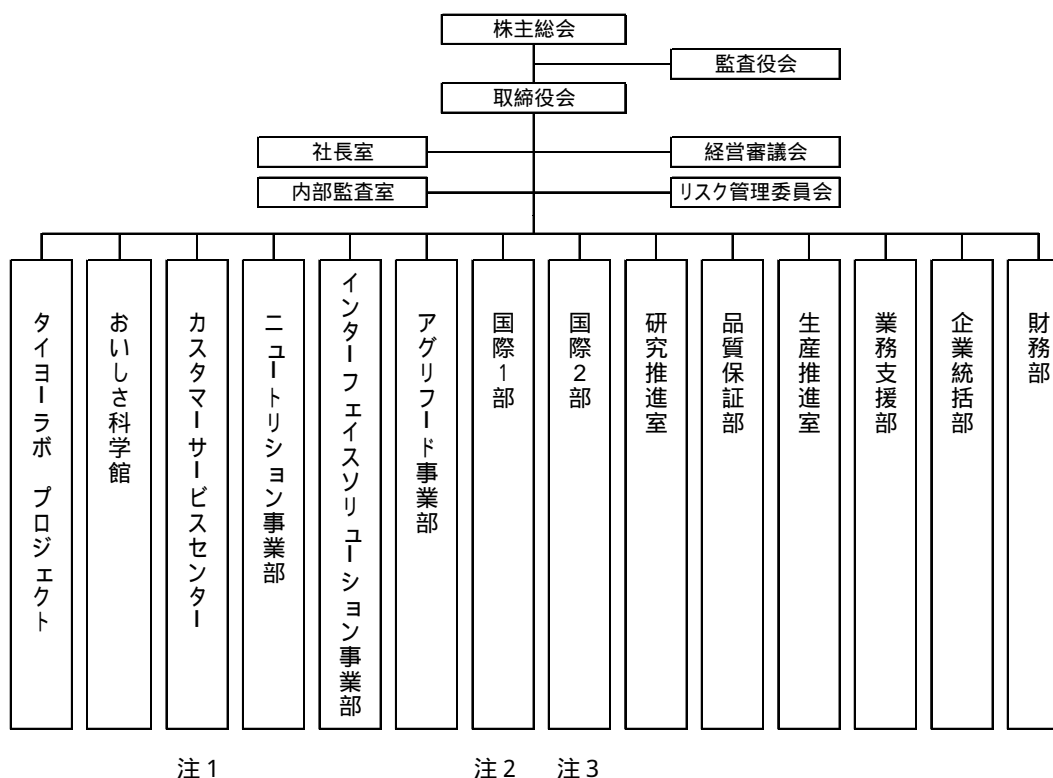 株主総会
監査役会
取締役会
社長室
経営審議会
内部監査室
リスク管理委員会
タイヨーラボ プロジェクト
おいしさ科学館
カスタマーサービスセンター
ニュートリション事業部
インターフェイスソリューション事業部
アグリフード事業部
国際1部
国際2部
研究推進室
品質保証部
生産推進室
業務支援部
企業統括部
財務部
注1
注2
注3